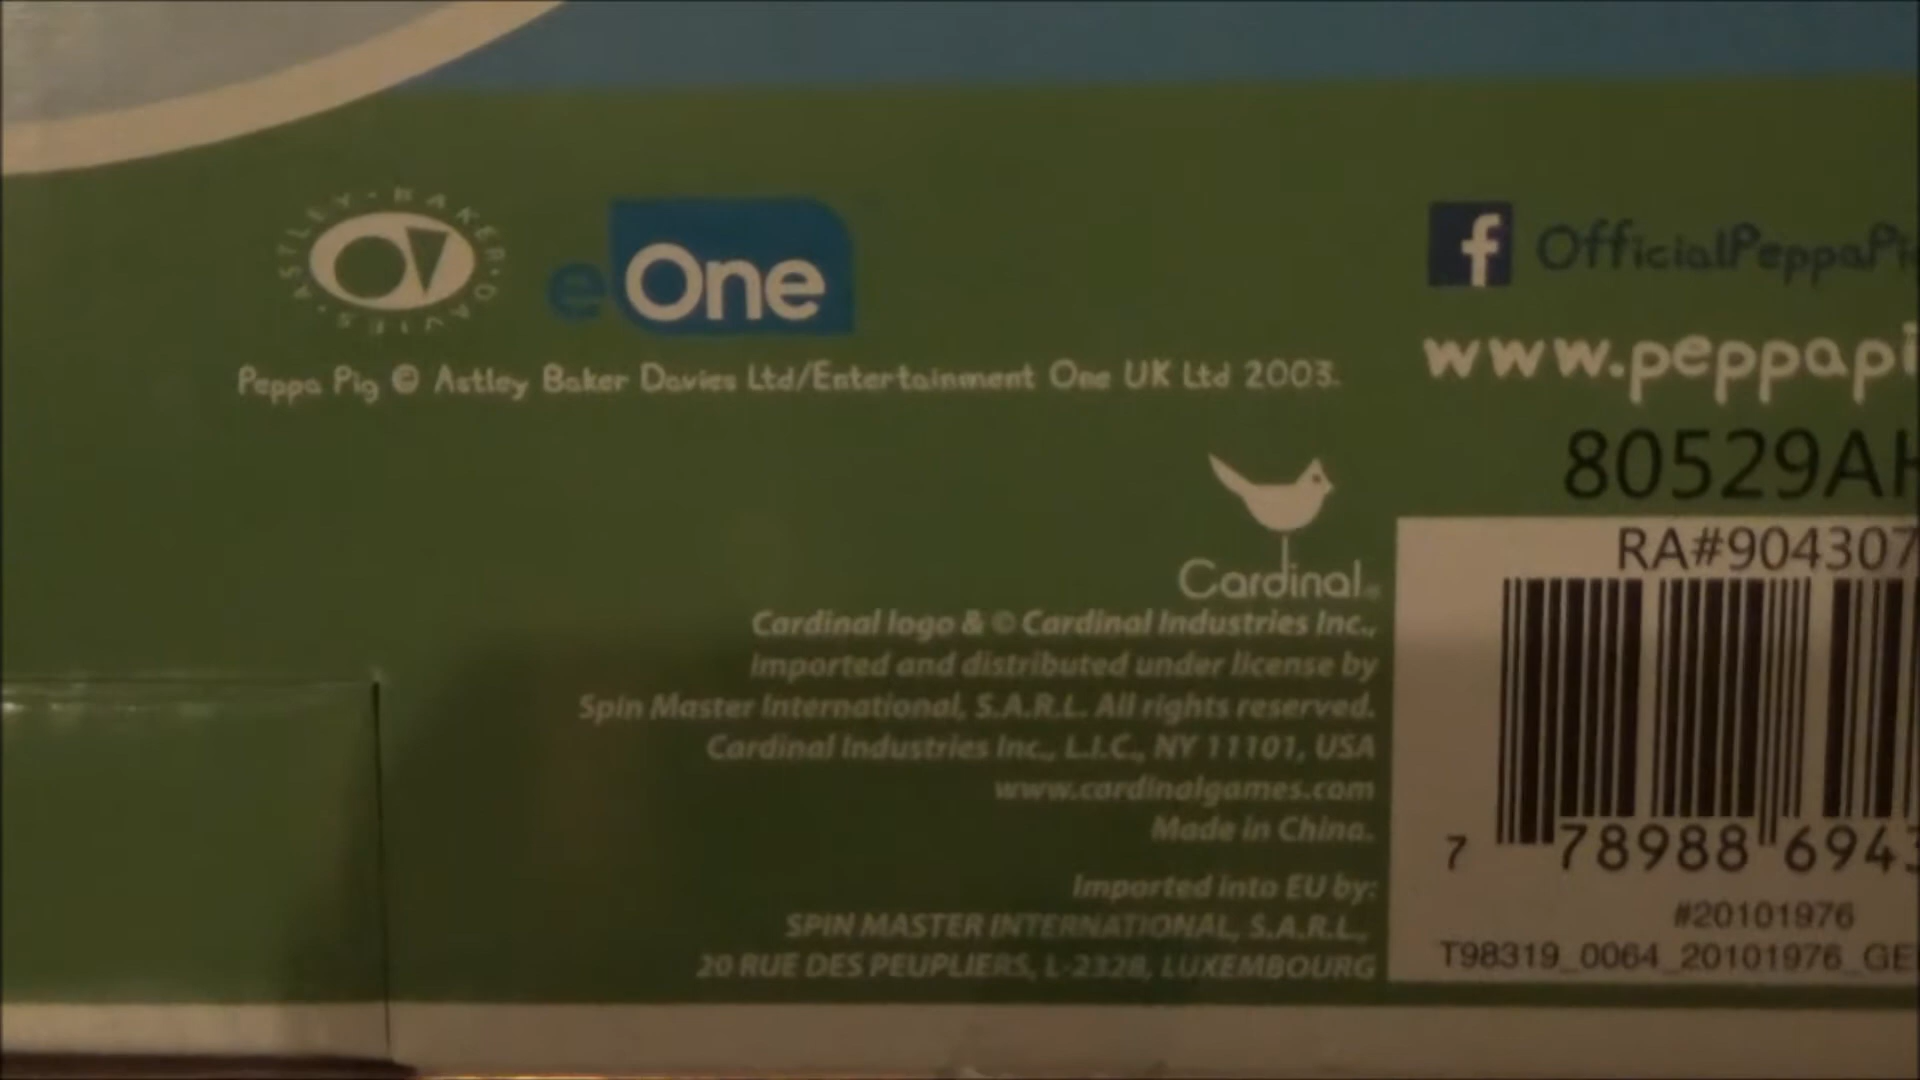 ASTLEY · BAKER · DAVIES ·
eOne
Peppa Pig © Astley Baker Davies Ltd/Entertainment One UK Ltd 2003.
f OfficialPeppaPi
www.peppapi
80529AH
Cardinal®
Cardinal logo & © Cardinal Industries Inc.,
Imported and distributed under license by
Spin Master International, S.A.R.L. All rights reserved.
Cardinal Industries Inc., L.I.C., NY 11101, USA
www.cardinalgames.com
Made in China.
Imported into EU by:
SPIN MASTER INTERNATIONAL, S.A.R.L.,
20 RUE DES PEUPLIERS, L-2328, LUXEMBOURG
RA#904307
7 78988 6943
#20101976
T98319_0064_20101976_GE